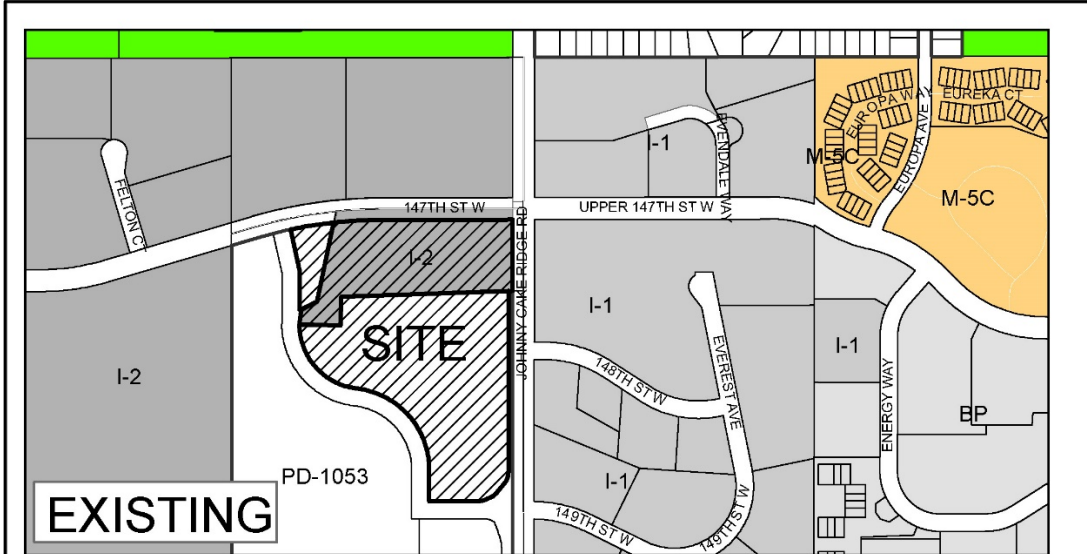 EUROPA WAY
EUREKA CT
I-1
EVENDALE WAY
M-5C
EUROPA AVE
M-5C
FELTON CT
147TH ST W
UPPER 147TH ST W
I-2
JOHNNY CAKE RIDGE RD
I-1
SITE
I-1
I-2
148TH ST W
EVEREST AVE
ENERGY WAY
BP
PD-1053
I-1
EXISTING
149TH ST W
149TH ST W